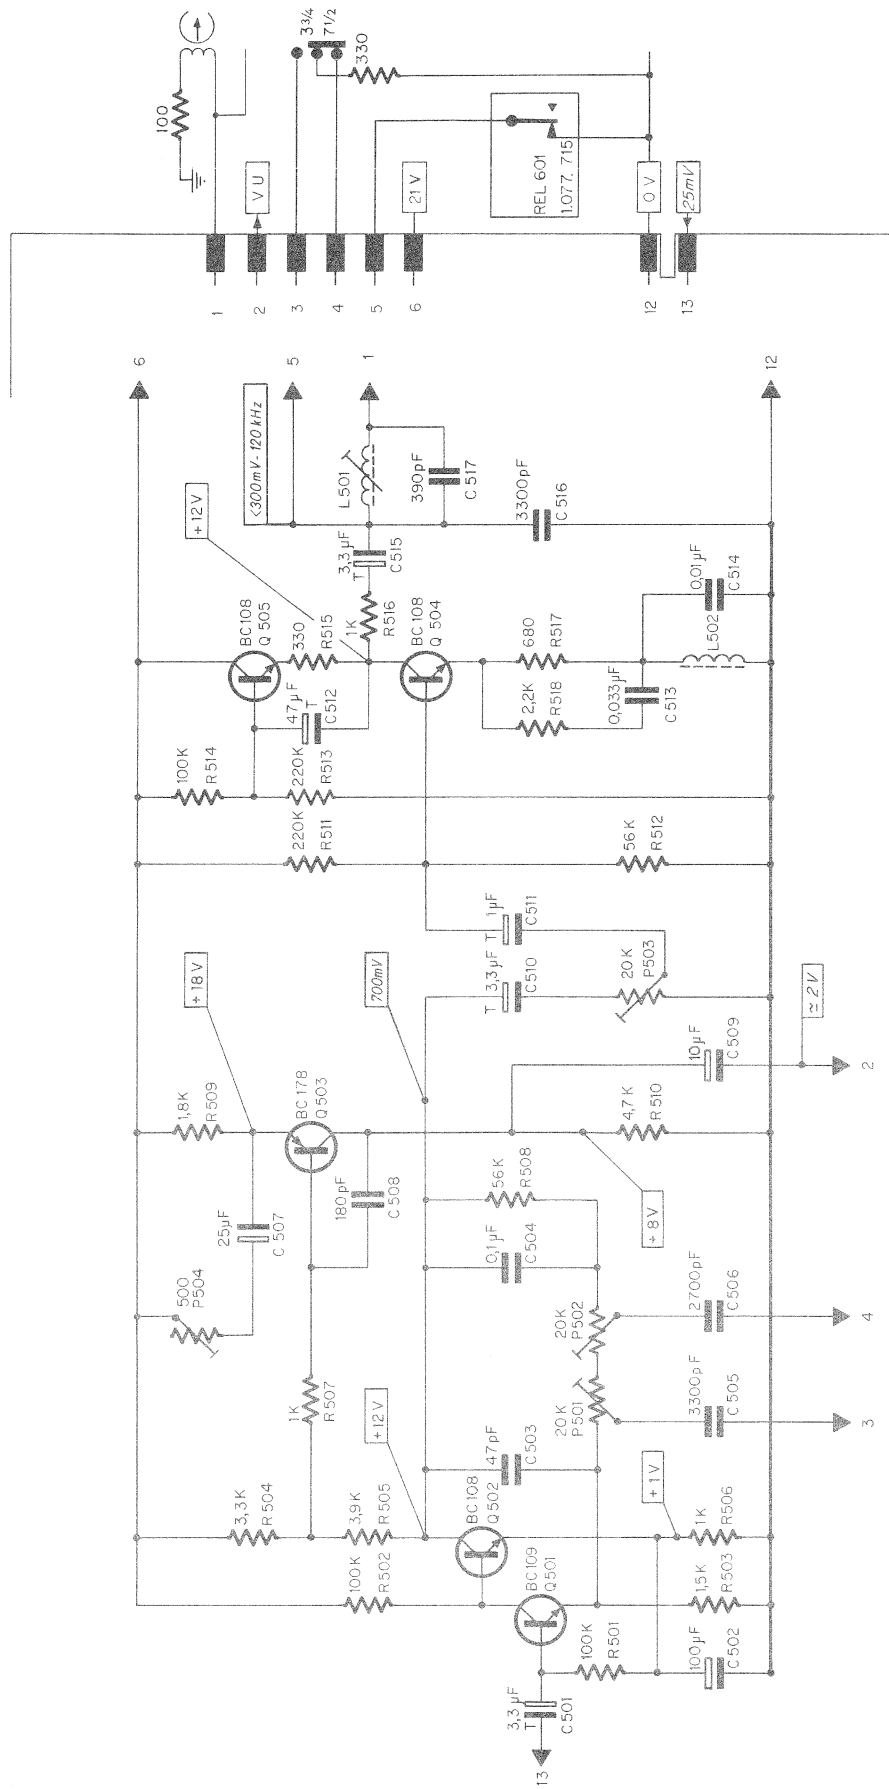 100
3 3/4
7 1/2
330
REL 601
1.077. 715
VU
21 V
0 V
25mV
1
2
3
4
5
6
12
13
6
5
1
12
<300mV - 120 kHz
+12V
L501
390pF
C517
3300pF
C516
3,3µF
T
C515
1K
R516
BC108
Q505
330
R515
47µF
T
C512
BC108
Q504
680
R517
2,2K
R518
0,033µF
C513
L502
0,01µF
C514
100K
R514
220K
R513
220K
R511
56K
R512
T 1µF
C511
T 3,3µF
C510
20K
P503
+18V
700mV
10µF
C509
≃2V
2
1,8K
R509
BC178
Q503
4,7K
R510
180pF
C508
56K
R508
+8V
25µF
C507
500
P504
0,1µF
C504
20K
P502
2700pF
C506
4
1K
R507
+12V
47pF
C503
20K
P501
3300pF
C505
3
3,3K
R504
3,9K
R505
100K
R502
BC108
Q502
BC109
Q501
+1V
1K
R506
1,5K
R503
100K
R501
100µF
C502
3,3µF
T
C501
13